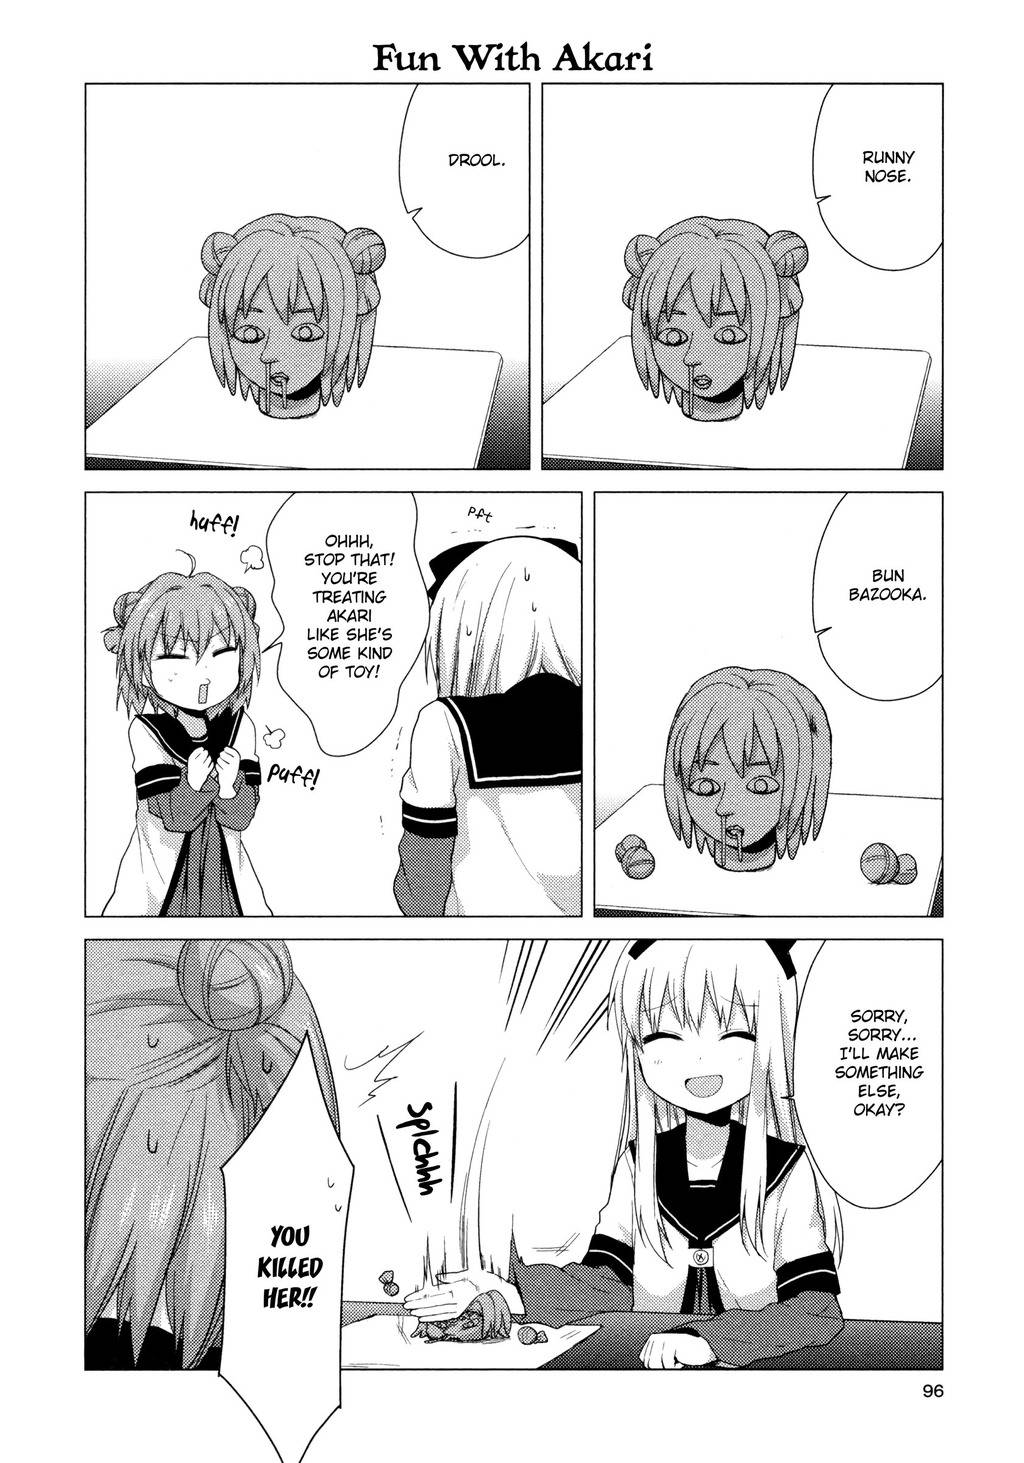 Fun With Akari
RUNNY
NOSE.
DROOL.
BUN
BAZOOKA.
pft
OHHH,
STOP THAT!
YOU'RE
TREATING
AKARI
LIKE SHE'S
SOME KIND
OF TOY!
huff!
Puff!
SORRY,
SORRY...
I'LL MAKE
SOMETHING
ELSE,
OKAY?
Splchhh
YOU
KILLED
HER!!
96